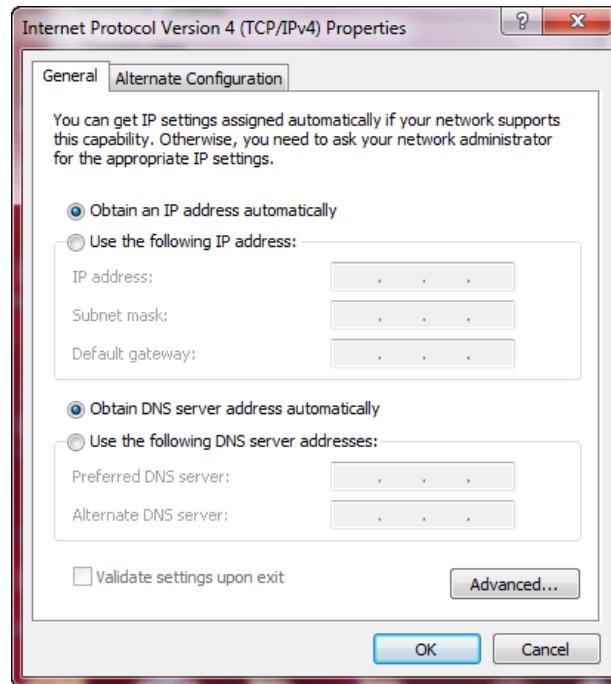 Internet Protocol Version 4 (TCP/IPv4) Properties
General
Alternate Configuration
You can get IP settings assigned automatically if your network supports
this capability. Otherwise, you need to ask your network administrator
for the appropriate IP settings.
Obtain an IP address automatically
Use the following IP address:
IP address:
Subnet mask:
Default gateway:
Obtain DNS server address automatically
Use the following DNS server addresses:
Preferred DNS server:
Alternate DNS server:
Validate settings upon exit
Advanced...
OK
Cancel